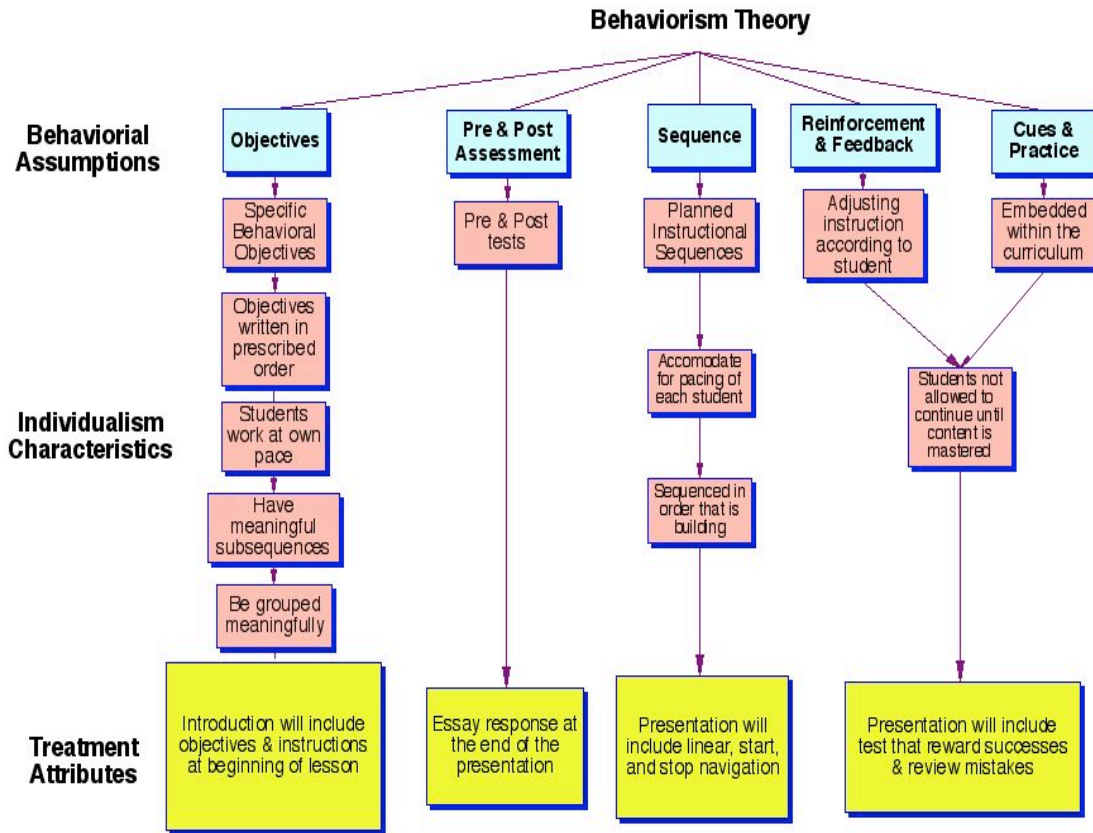 Behaviorism Theory
Behaviorial
Assumptions
Objectives
Pre & Post
Assessment
Sequence
Reinforcement
& Feedback
Cues &
Practice
Specific
Behavioral
Objectives
Pre & Post
tests
Planned
Instructional
Sequences
Adjusting
instruction
according to
student
Embedded
within the
curriculum
Objectives
written in
prescribed
order
Accomodate
for pacing of
each student
Students not
allowed to
continue until
content is
mastered
Individualism
Characteristics
Students
work at own
pace
Have
meaningful
subsequences
Sequenced in
order that is
building
Be grouped
meaningfully
Treatment
Attributes
Introduction will include
objectives & instructions
at beginning of lesson
Essay response at
the end of the
presentation
Presentation will
include linear, start,
and stop navigation
Presentation will include
test that reward successes
& review mistakes